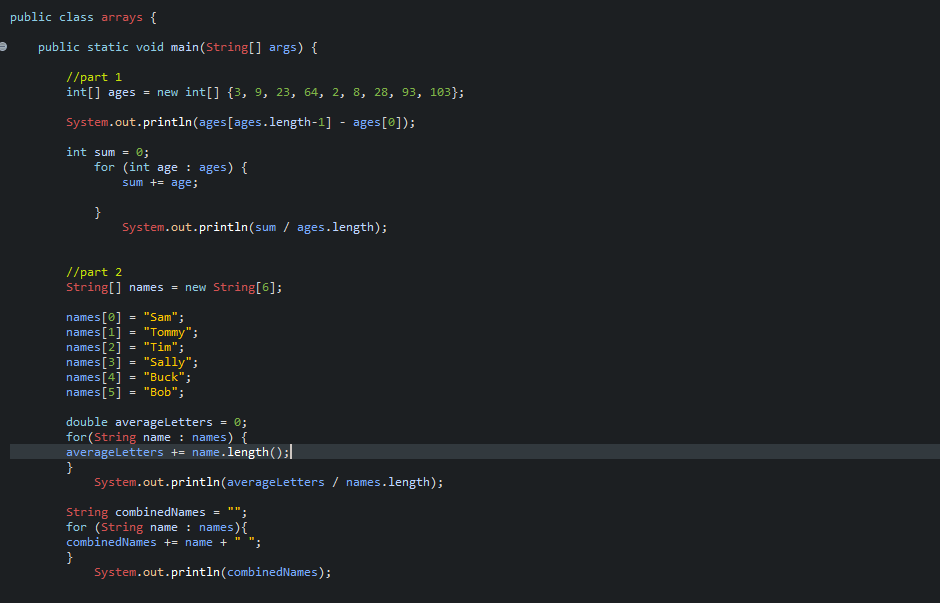 public class arrays {
public static void main(String[] args) {
//part 1
int[] ages = new int[] {3, 9, 23, 64, 2, 8, 28, 93, 103};
System.out.println(ages[ages.length-1] - ages[0]);
int sum = 0;
for (int age : ages) {
sum += age;
}
System.out.println(sum / ages.length);
//part 2
String[] names = new String[6];
names[0] = "Sam";
names[1] = "Tommy";
names[2] = "Tim";
names[3] = "Sally";
names[4] = "Buck";
names[5] = "Bob";
double averageLetters = 0;
for(String name : names) {
averageLetters += name.length();
}
System.out.println(averageLetters / names.length);
String combinedNames = "";
for (String name : names){
combinedNames += name + " ";
}
System.out.println(combinedNames);